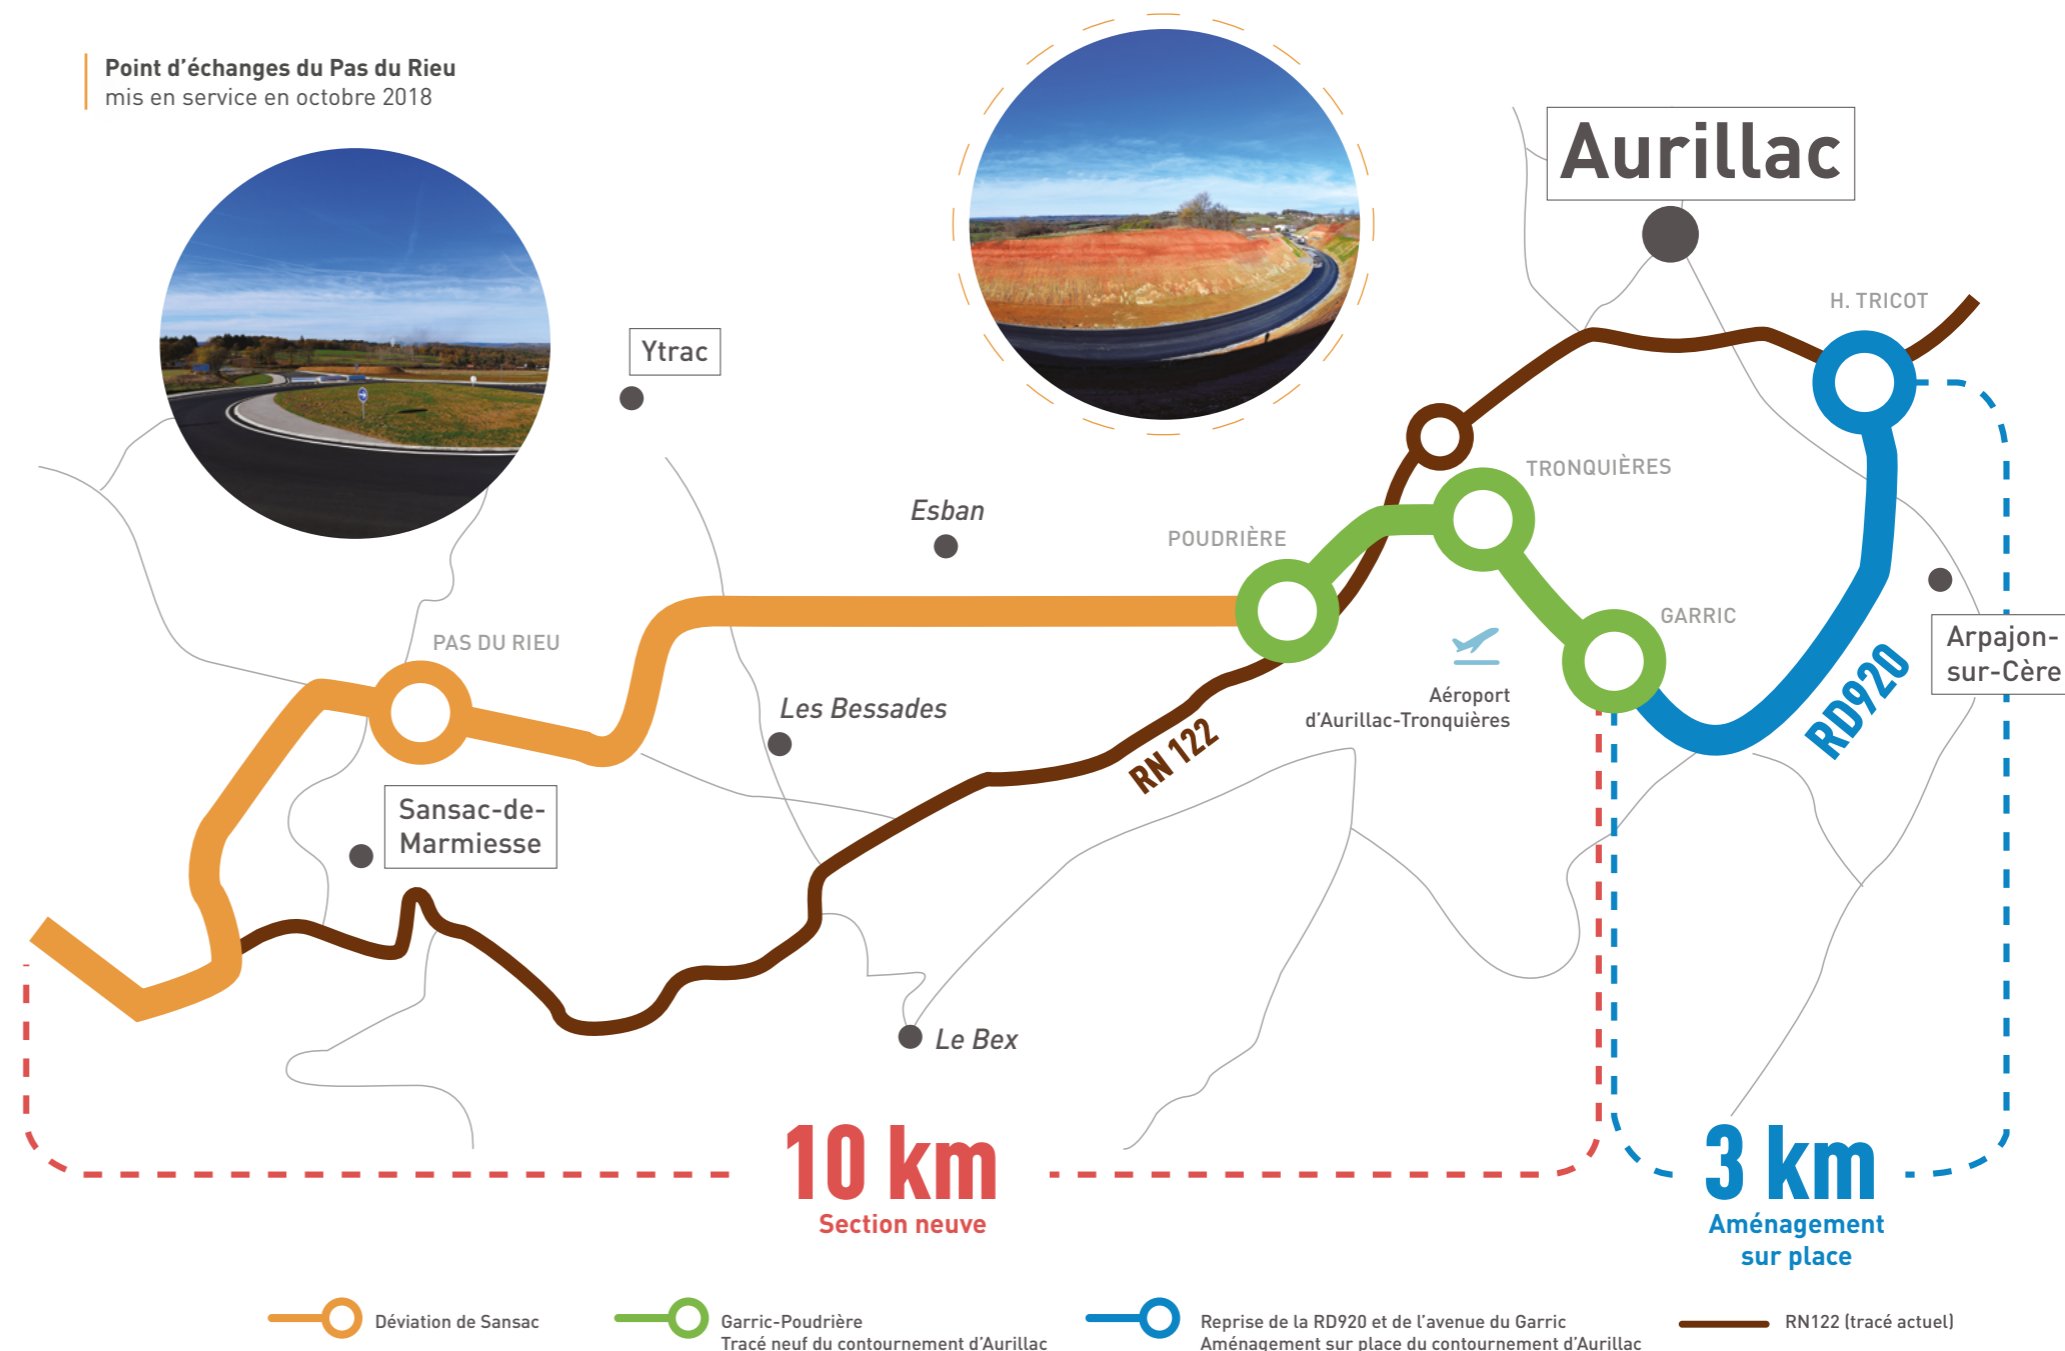 Point d'échanges du Pas du Rieu
mis en service en octobre 2018
Aurillac
H. TRICOT
Ytrac
TRONQUIÈRES
Esban
POUDRIÈRE
GARRIC
PAS DU RIEU
Arpajon-
sur-Cère
Aéroport
d'Aurillac-Tronquières
Les Bessades
RD920
RN 122
Sansac-de-
Marmiesse
Le Bex
10 km
Section neuve
3 km
Aménagement
sur place
Déviation de Sansac
Garric-Poudrière
Tracé neuf du contournement d'Aurillac
Reprise de la RD920 et de l'avenue du Garric
Aménagement sur place du contournement d'Aurillac
RN122 (tracé actuel)